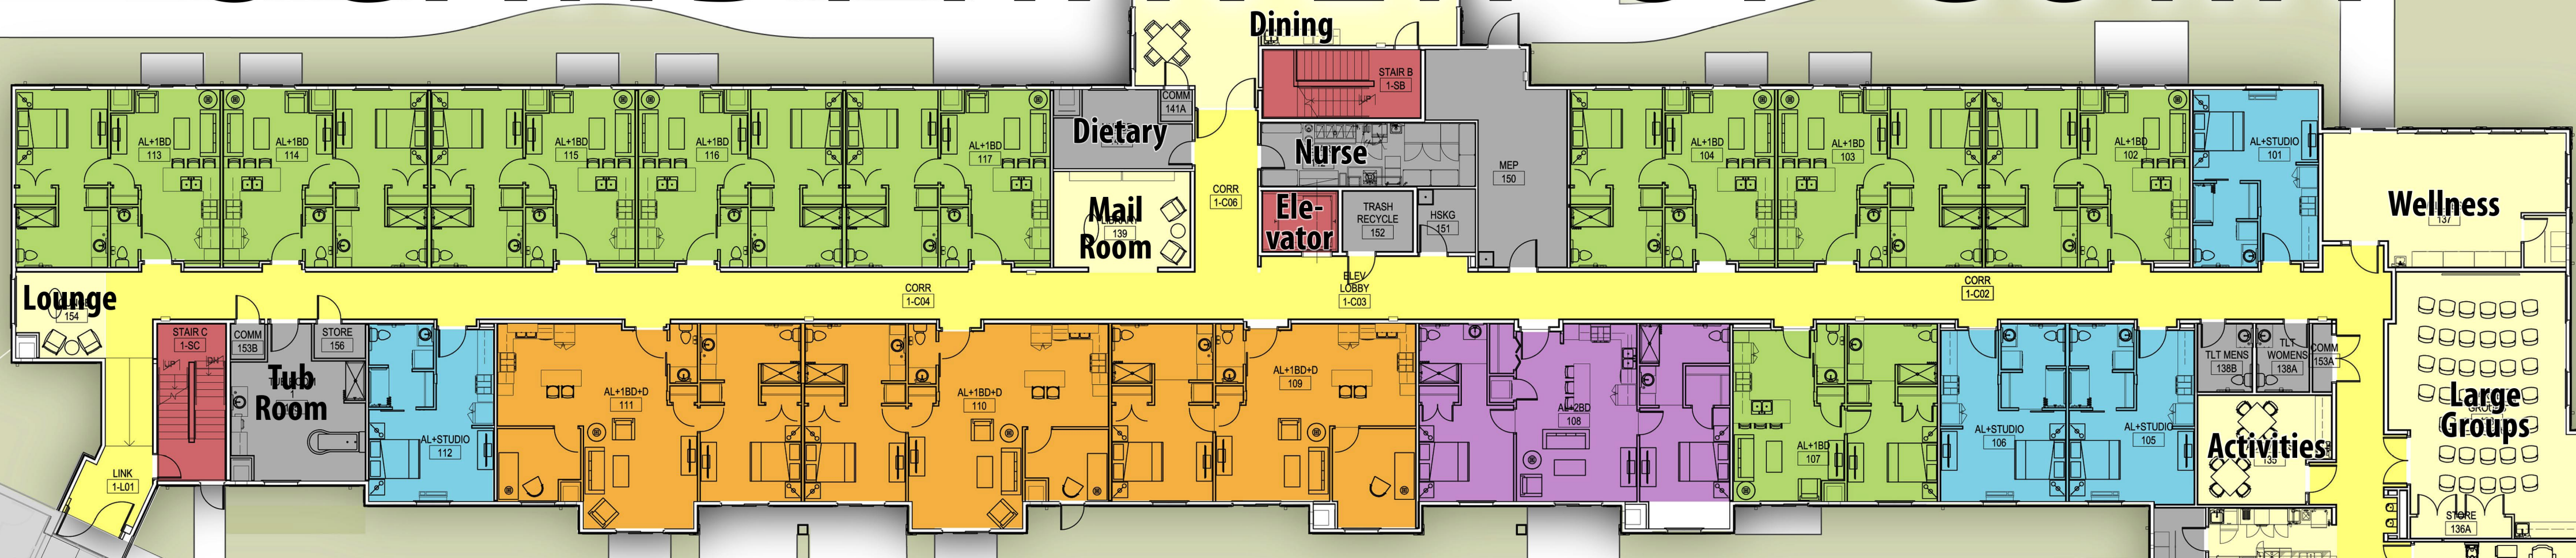 Dining
STAIR B
1-SB
COMM
141A
Dietary
Nurse
MEP
150
AL+1BD
113
AL+1BD
114
AL+1BD
115
AL+1BD
116
AL+1BD
117
Mail
Room
139
CORR
1-C06
Ele-
vator
TRASH
RECYCLE
152
HSKG
151
AL+1BD
104
AL+1BD
103
AL+1BD
102
AL+STUDIO
101
Wellness
137
Lounge
154
CORR
1-C04
ELEV
LOBBY
1-C03
CORR
1-C02
STAIR C
1-SC
UP
DN
COMM
153B
STORE
156
Tub
Room
AL+STUDIO
112
AL+1BD+D
111
AL+1BD+D
110
AL+1BD+D
109
AL+2BD
108
AL+1BD
107
AL+STUDIO
106
AL+STUDIO
105
TLT MENS
138B
TLT
WOMENS
138A
COMM
153A
Activities
135
Large
Groups
STORE
136A
LINK
1-L01